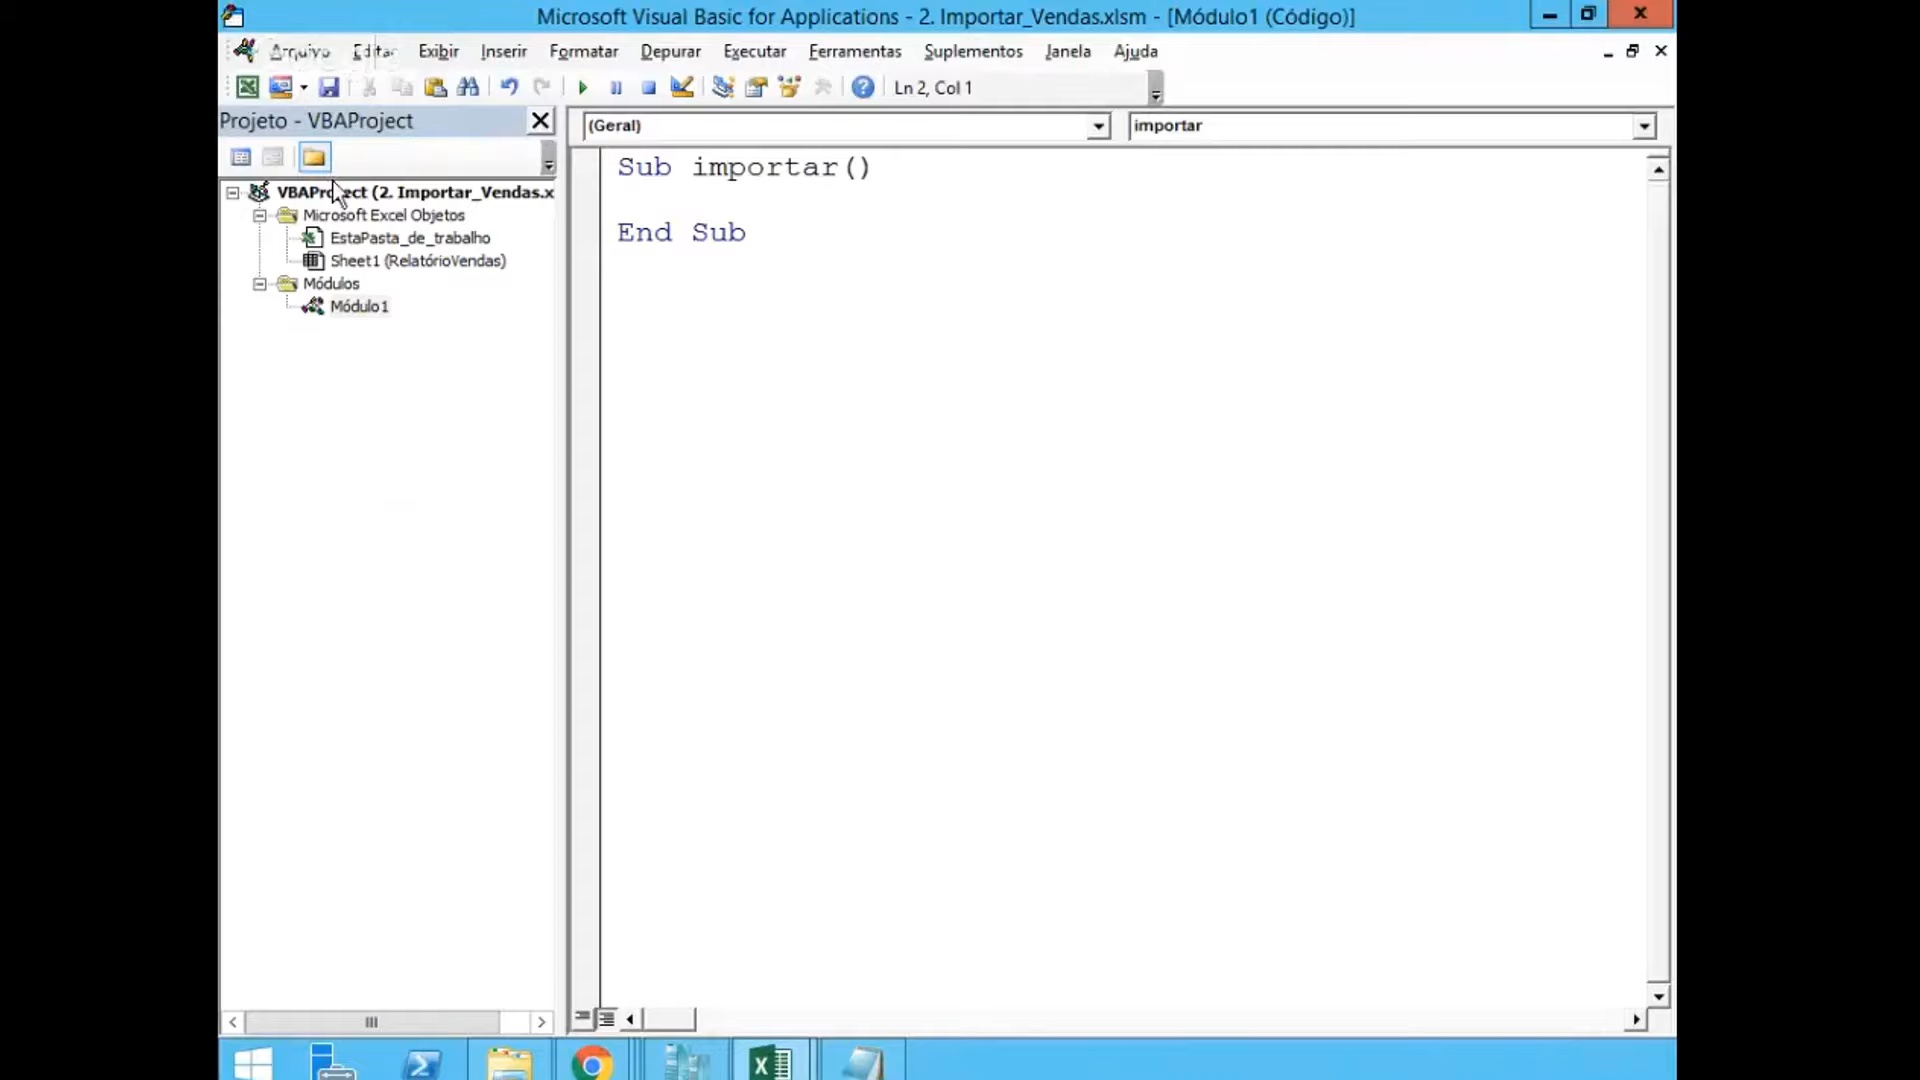 Microsoft Visual Basic for Applications - 2. Importar_Vendas.xlsm - [Módulo1 (Código)]
Arquivo Editar Exibir Inserir Formatar Depurar Executar Ferramentas Suplementos Janela Ajuda
Ln 2, Col 1
Projeto - VBAProject
(Geral)
importar
VBAProject (2. Importar_Vendas.x
Microsoft Excel Objetos
EstaPasta_de_trabalho
Sheet1 (RelatórioVendas)
Módulos
Módulo1
Sub importar()
End Sub